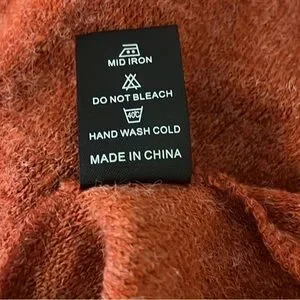 MID IRON
DO NOT BLEACH
40℃
HAND WASH COLD
MADE IN CHINA